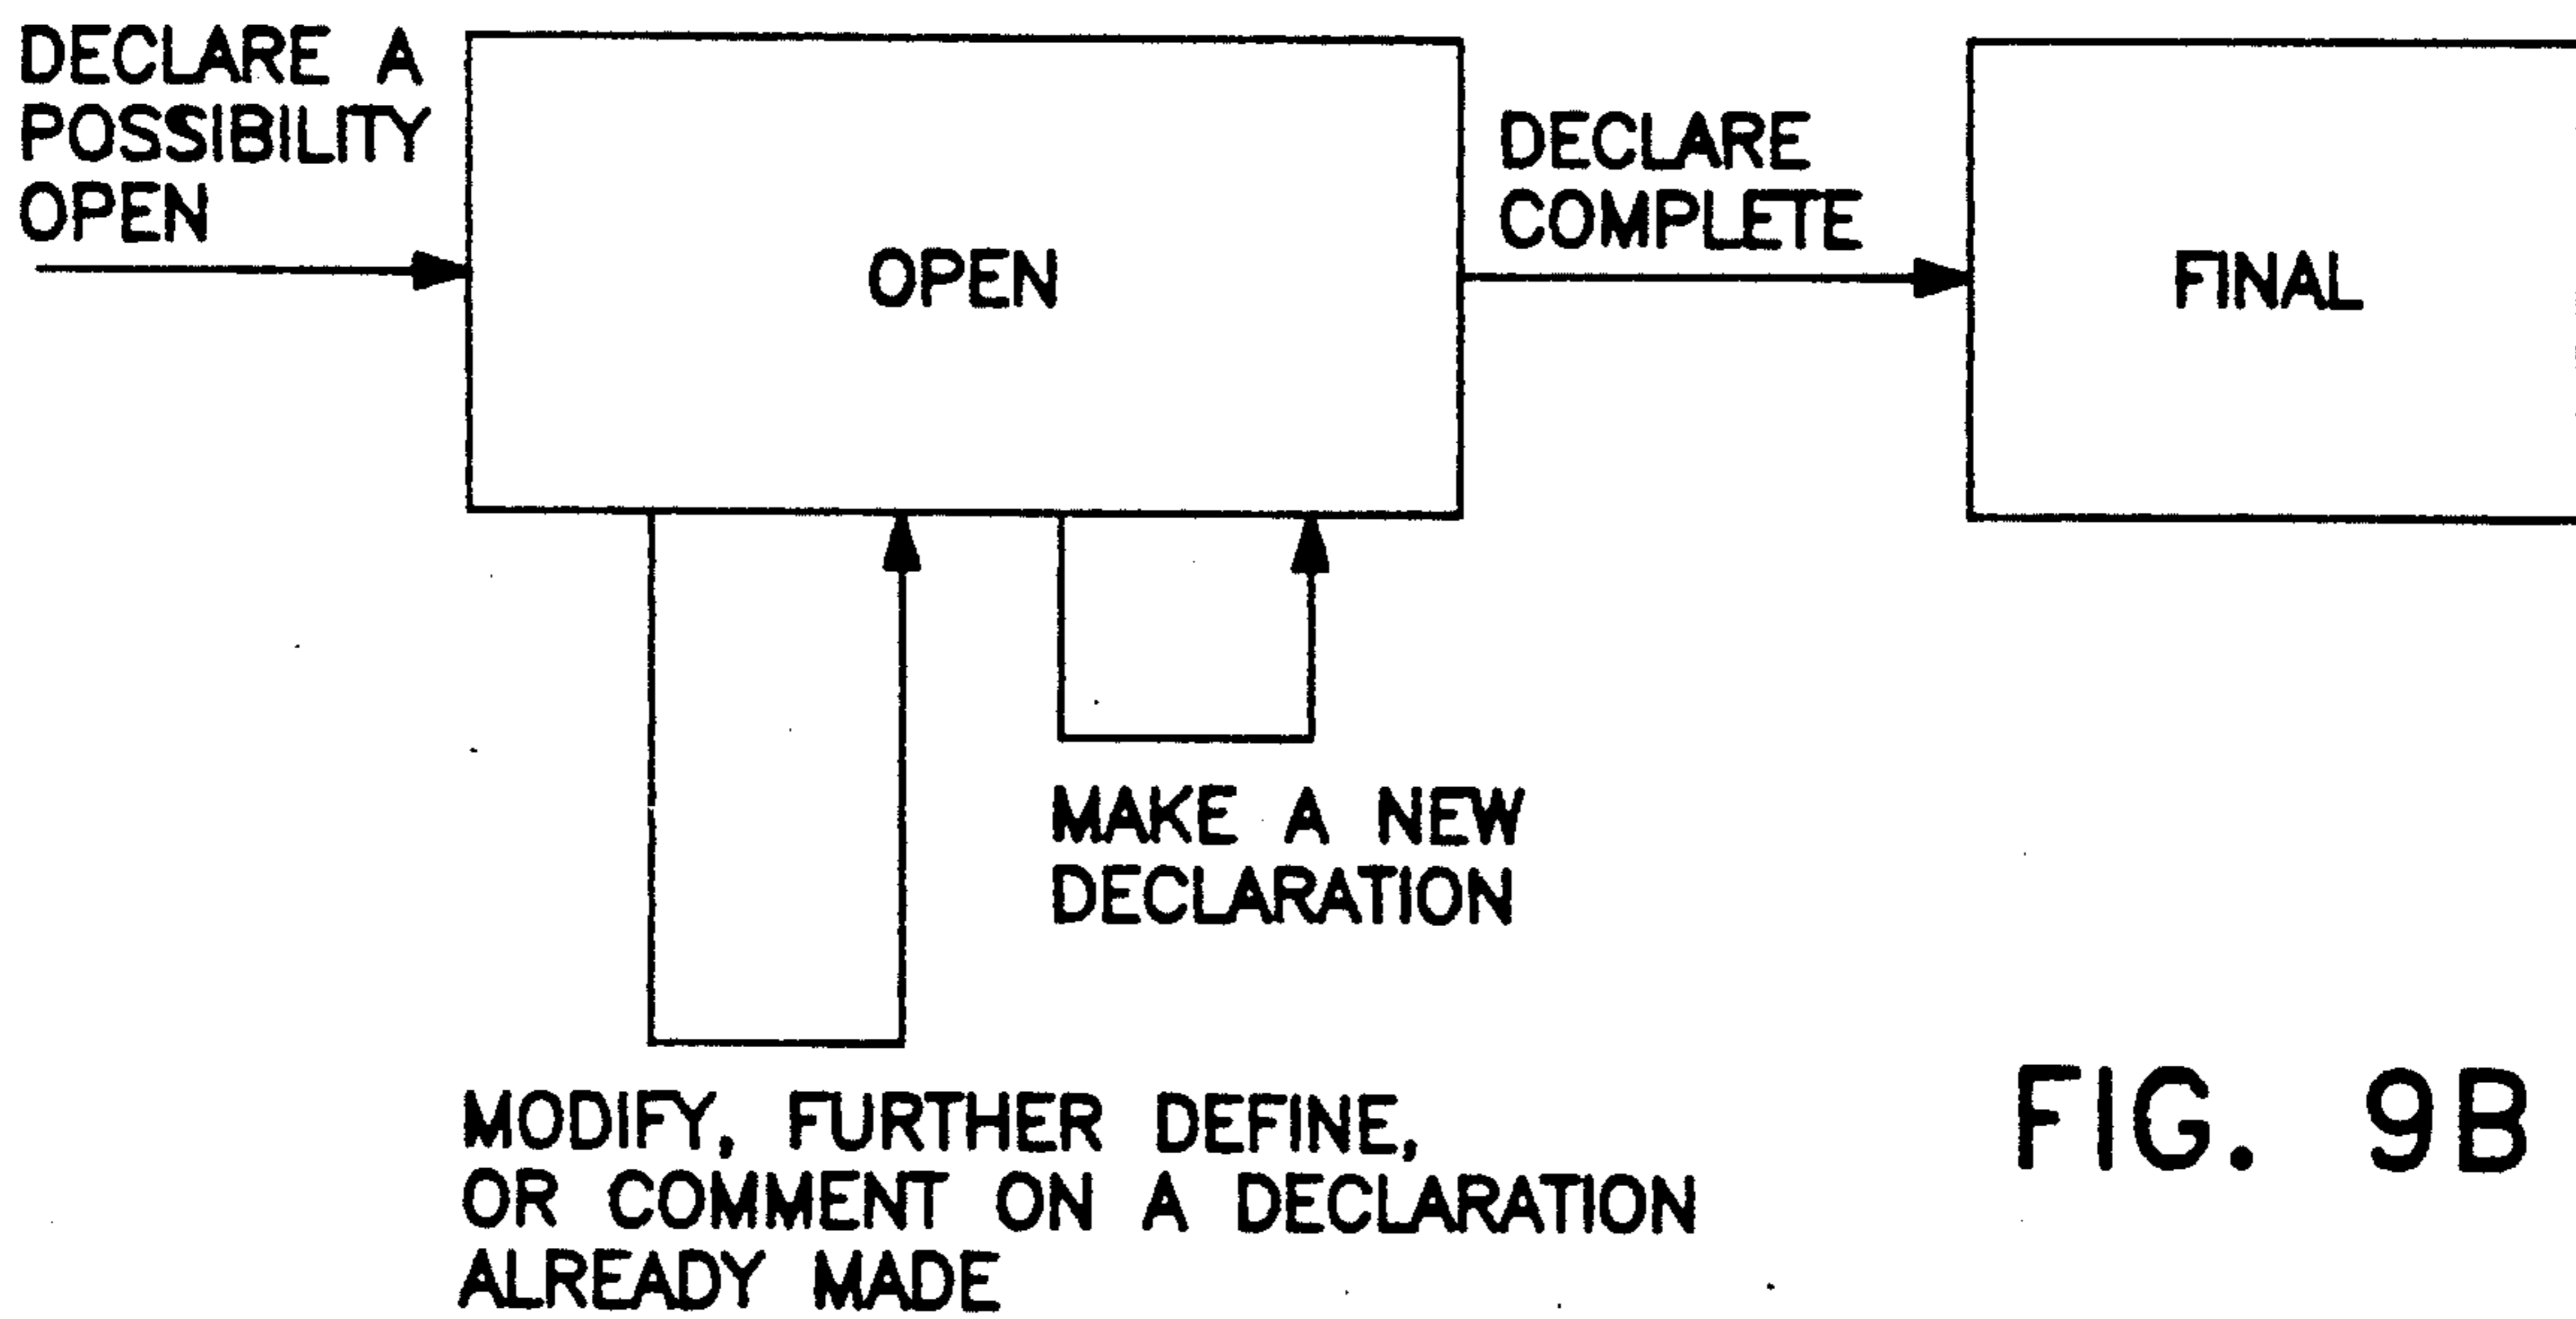 DECLARE A
POSSIBILITY
OPEN
OPEN
DECLARE
COMPLETE
FINAL
MAKE A NEW
DECLARATION
MODIFY, FURTHER DEFINE,
OR COMMENT ON A DECLARATION
ALREADY MADE
FIG. 9B